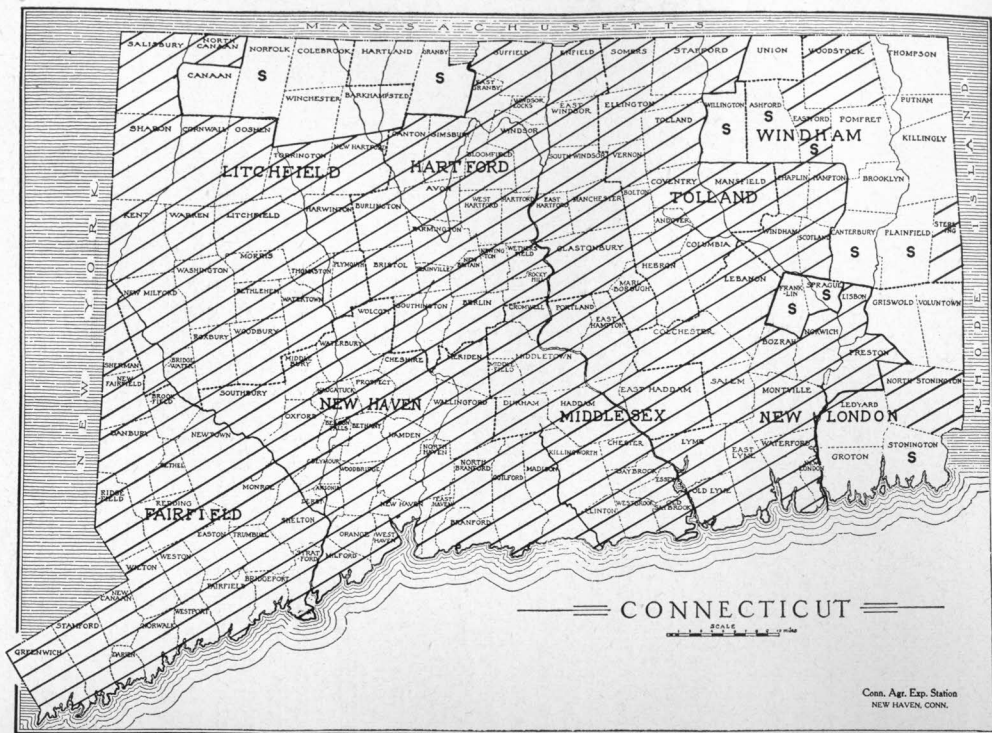 MASSACHUSETTS
SALISBURY
NORTH CANAAN
NORFOLK
COLEBROOK
HARTLAND
GRANBY
SUFFIELD
ENFIELD
SOMERS
STAFFORD
UNION
WOODSTOCK
THOMPSON
CANAAN
S
S
EAST GRANBY
WINDSOR LOCKS
EAST WINDSOR
ELLINGTON
WILLINGTON
ASHFORD
S
S
EASTFORD
S
POMFRET
PUTNAM
WINCHESTER
BARKHAMSTED
TOLLAND
WINDHAM
KILLINGLY
SHARON
CORNWALL
GOSHEN
TORRINGTON
NEW HARTFORD
CANTON
SIMSBURY
WINDSOR
BLOOMFIELD
SOUTH WINDSOR
VERNON
LITCHFIELD
HARTFORD
AVON
COVENTRY
MANSFIELD
CHAPLIN
HAMPTON
BROOKLYN
TOLLAND
KENT
WARREN
LITCHFIELD
HARWINTON
BURLINGTON
WEST HARTFORD
HARTFORD
EAST HARTFORD
MANCHESTER
BOLTON
ANDOVER
COLUMBIA
WINDHAM
SCOTLAND
CANTERBURY
S
PLAINFIELD
S
STERLING
FARMINGTON
WASHINGTON
MORRIS
THOMASTON
PLYMOUTH
BRISTOL
PLAINVILLE
NEW BRITAIN
NEWINGTON
WETHERSFIELD
ROCKY HILL
GLASTONBURY
HEBRON
MARLBOROUGH
LEBANON
FRANKLIN
S
SPRAGUE
S
LISBON
GRISWOLD
VOLUNTOWN
NEW MILFORD
BETHLEHEM
WATERTOWN
WOLCOTT
SOUTHINGTON
BERLIN
CROMWELL
PORTLAND
EAST HAMPTON
COLCHESTER
BOZRAH
NORWICH
PRESTON
ROXBURY
WOODBURY
WATERBURY
SHERMAN
NEW FAIRFIELD
BRIDGEWATER
BROOKFIELD
SOUTHBURY
MIDDLEBURY
CHESHIRE
MERIDEN
MIDDLEFIELD
MIDDLETOWN
EAST HADDAM
SALEM
MONTVILLE
LEDYARD
NORTH STONINGTON
NAUGATUCK
PROSPECT
OXFORD
NEW HAVEN
WALLINGFORD
DURHAM
HADDAM
MIDDLESEX
NEW LONDON
DANBURY
NEWTOWN
BEACON FALLS
BETHANY
HAMDEN
CHESTER
LYME
EAST LYME
WATERFORD
LONDON
GROTON
STONINGTON
S
BETHEL
SEYMOUR
WOODBRIDGE
NORTH HAVEN
NORTH BRANFORD
GUILFORD
MADISON
KILLINGWORTH
SAYBROOK
ESSEX
OLD LYME
RIDGEFIELD
REDDING
MONROE
ANSONIA
DERBY
NEW HAVEN
EAST HAVEN
BRANFORD
CLINTON
WESTBROOK
OLD SAYBROOK
FAIRFIELD
SHELTON
EASTON
TRUMBULL
ORANGE
WEST HAVEN
STRATFORD
MILFORD
WILTON
WESTON
NEW CANAAN
FAIRFIELD
BRIDGEPORT
STAMFORD
NORWALK
WESTPORT
GREENWICH
DARIEN
NEW YORK
RHODE ISLAND
CONNECTICUT
SCALE
Conn. Agr. Exp. Station
NEW HAVEN, CONN.